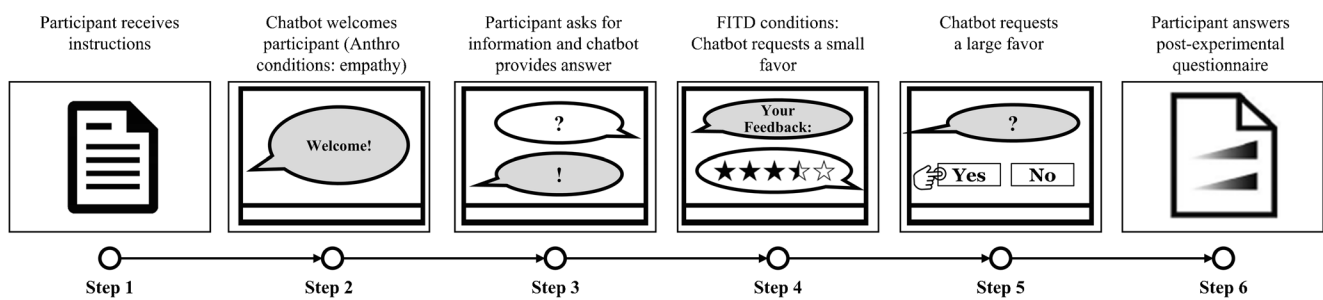 Participant receives
instructions
Chatbot welcomes
participant (Anthro
conditions: empathy)
Participant asks for
information and chatbot
provides answer
FITD conditions:
Chatbot requests a small
favor
Chatbot requests
a large favor
Participant answers
post-experimental
questionnaire
Welcome!
?
!
Your
Feedback:
?
Yes
No
Step 1
Step 2
Step 3
Step 4
Step 5
Step 6